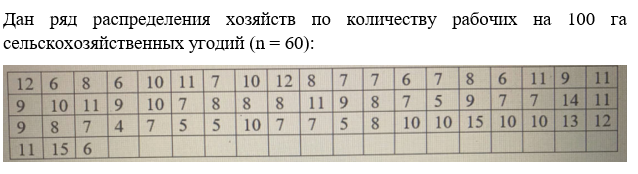 Дан ряд распределения хозяйств по количеству рабочих на 100 га
сельскохозяйственных угодий (n = 60):
12 6 8 6 10 11 7 10 12 8 7 7 6 7 8 6 11 9 11
9 10 11 9 10 7 8 8 8 11 9 8 7 5 9 7 7 14 11
9 8 7 4 7 5 5 10 7 7 5 8 10 10 15 10 10 13 12
11 15 6